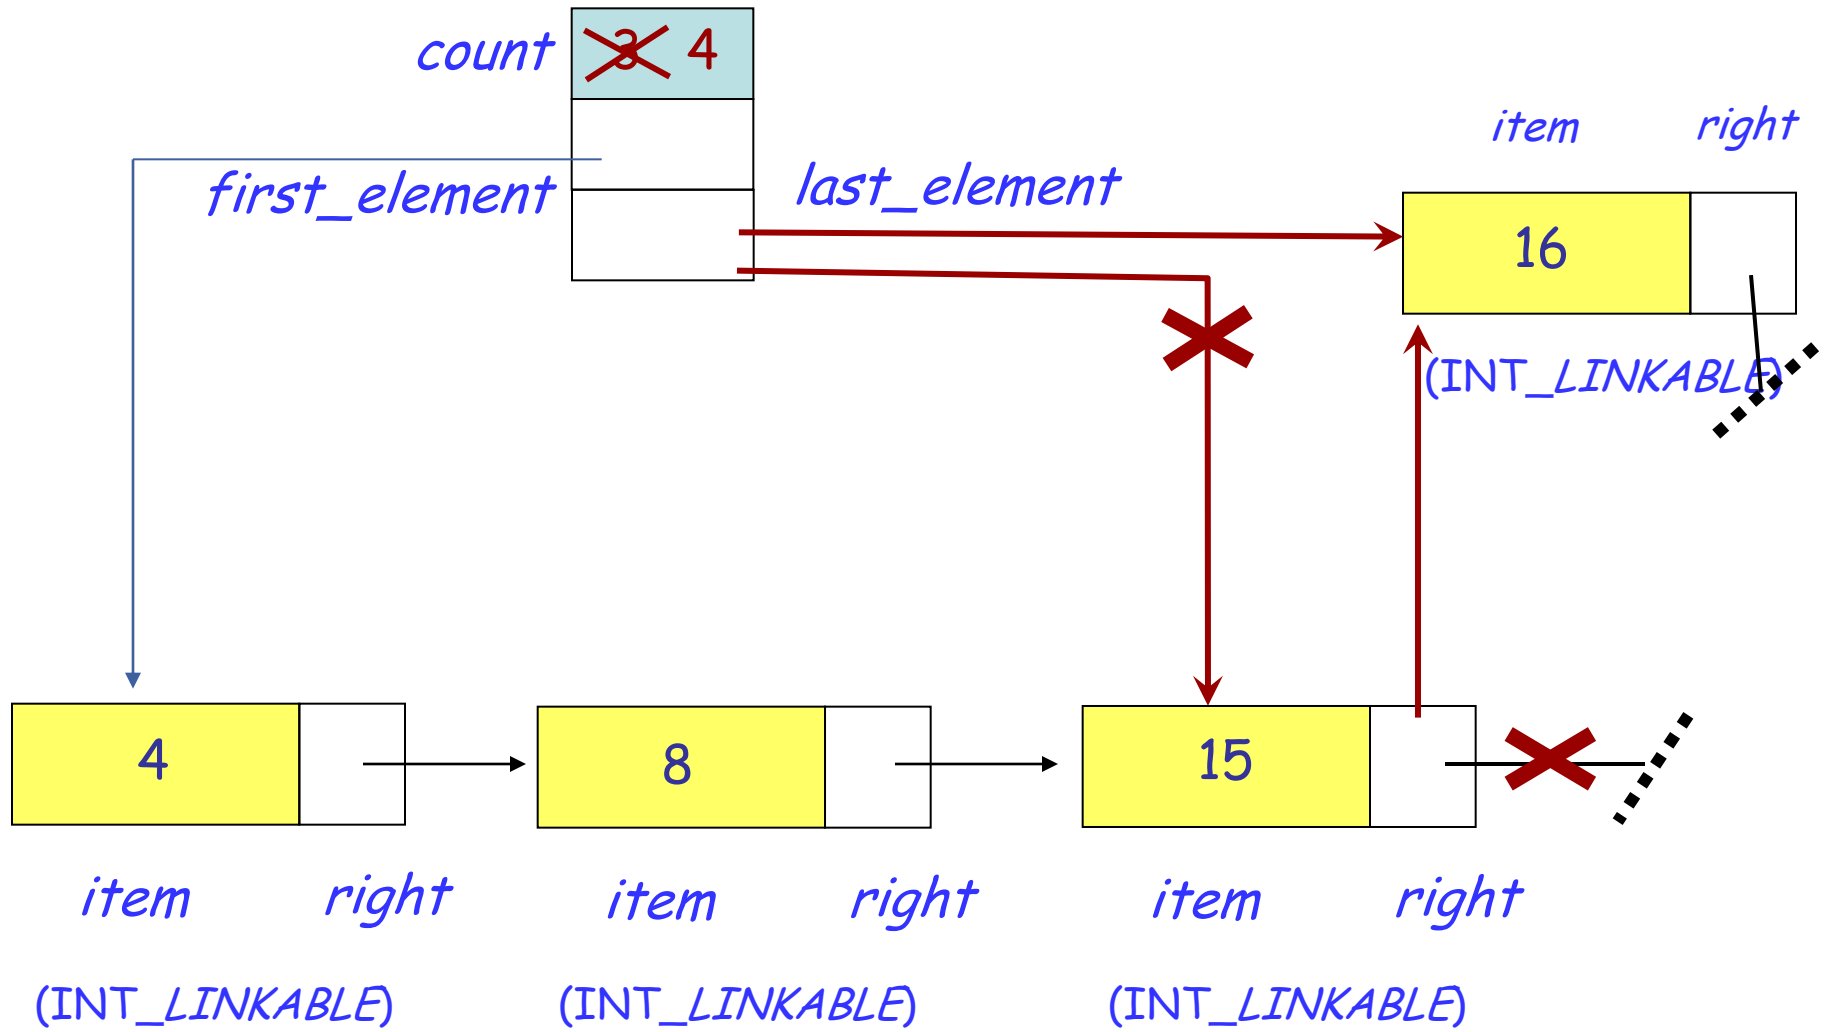 count
3 4
first_element
last_element
item right
16
(INT_LINKABLE)
4
8
15
item right
item right
item right
(INT_LINKABLE)
(INT_LINKABLE)
(INT_LINKABLE)